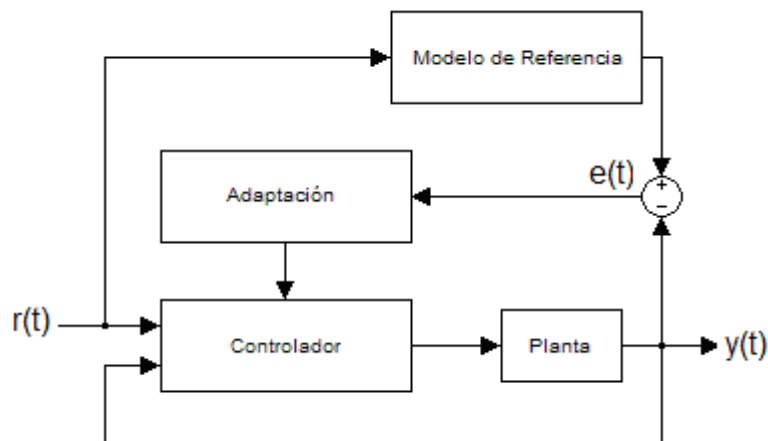 Modelo de Referencia
e(t)
+
−
Adaptación
r(t)
Controlador
Planta
y(t)